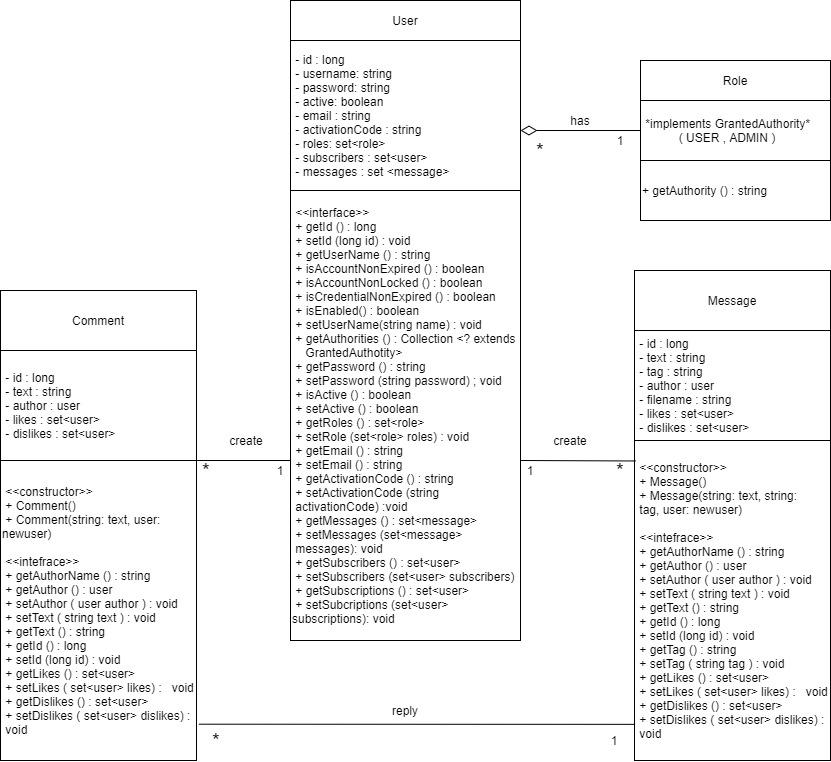 User
- id : long
- username: string
- password: string
- active: boolean
- email : string
- activationCode : string
- roles: set<role>
- subscribers : set<user>
- messages : set <message>
<<interface>>
+ getId () : long
+ setId (long id) : void
+ getUserName () : string
+ isAccountNonExpired () : boolean
+ isAccountNonLocked () : boolean
+ isCredentialNonExpired () : boolean
+ isEnabled() : boolean
+ setUserName(string name) : void
+ getAuthorities () : Collection <? extends
GrantedAuthotity>
+ getPassword () : string
+ setPassword (string password) ; void
+ isActive () : boolean
+ setActive () : boolean
+ getRoles () : set<role>
+ setRole (set<role> roles) : void
+ getEmail () : string
+ setEmail () : string
+ getActivationCode () : string
+ setActivationCode (string
activationCode) :void
+ getMessages () : set<message>
+ setMessages (set<message>
messages): void
+ getSubscribers () : set<user>
+ setSubscribers (set<user> subscribers)
+ getSubscriptions () : set<user>
+ setSubcriptions (set<user>
subscriptions): void
has
*
1
Role
*implements GrantedAuthority*
( USER , ADMIN )
+ getAuthority () : string
Comment
- id : long
- text : string
- author : user
- likes : set<user>
- dislikes : set<user>
<<constructor>>
+ Comment()
+ Comment(string: text, user:
newuser)
<<intefrace>>
+ getAuthorName () : string
+ getAuthor () : user
+ setAuthor ( user author ) : void
+ setText ( string text ) : void
+ getText () : string
+ getId () : long
+ setId (long id) : void
+ getLikes () : set<user>
+ setLikes ( set<user> likes) : void
+ getDislikes () : set<user>
+ setDislikes ( set<user> dislikes) :
void
create
*
1
create
1
*
Message
- id : long
- text : string
- tag : string
- author : user
- filename : string
- likes : set<user>
- dislikes : set<user>
<<constructor>>
+ Message()
+ Message(string: text, string:
tag, user: newuser)
<<intefrace>>
+ getAuthorName () : string
+ getAuthor () : user
+ setAuthor ( user author ) : void
+ setText ( string text ) : void
+ getText () : string
+ getId () : long
+ setId (long id) : void
+ getTag () : string
+ setTag ( string tag ) : void
+ getLikes () : set<user>
+ setLikes ( set<user> likes) : void
+ getDislikes () : set<user>
+ setDislikes ( set<user> dislikes) :
void
reply
*
1